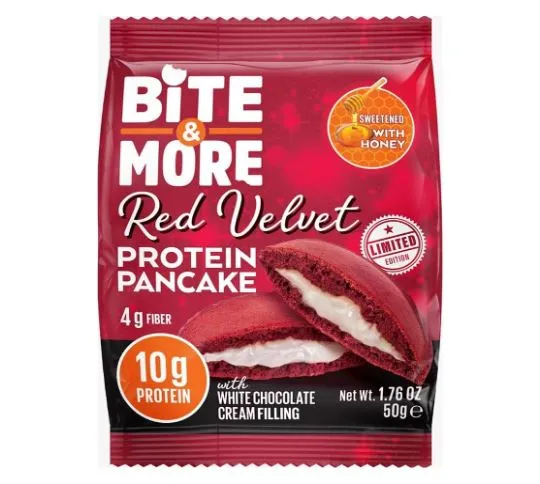 BiTE
&
MORE
SWEETENED
WITH
HONEY
Red Velvet
PROTEIN
PANCAKE
LIMITED
EDITION
4 g FIBER
10g
PROTEIN
with
WHITE CHOCOLATE
CREAM FILLING
Net Wt. 1.76 OZ
50g e